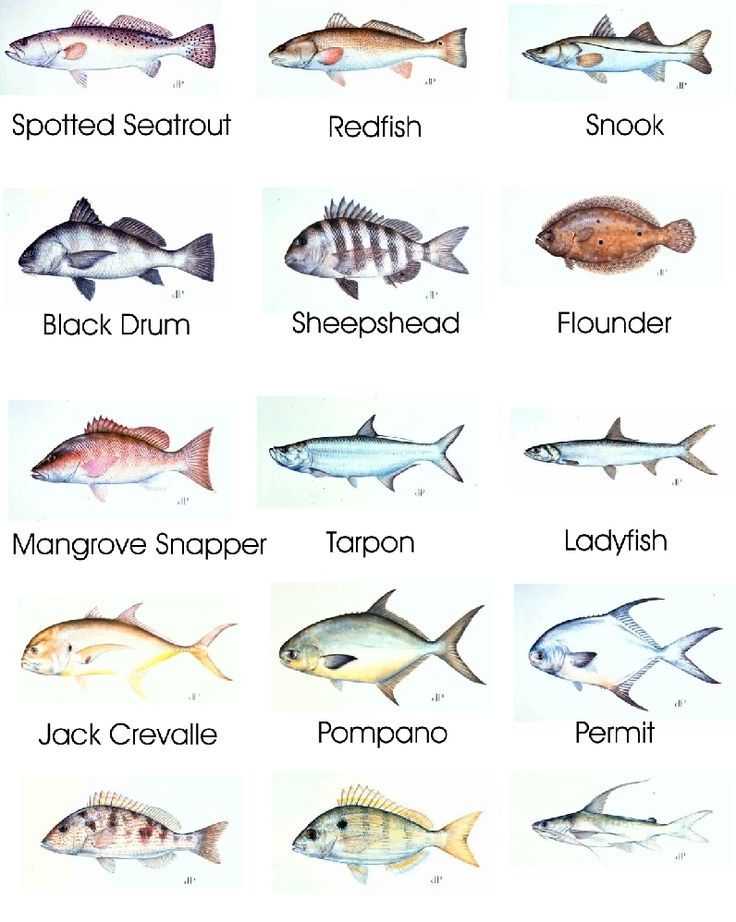 Spotted Seatrout
Redfish
Snook
Black Drum
Sheepshead
Flounder
Mangrove Snapper
Tarpon
Ladyfish
Jack Crevalle
Pompano
Permit